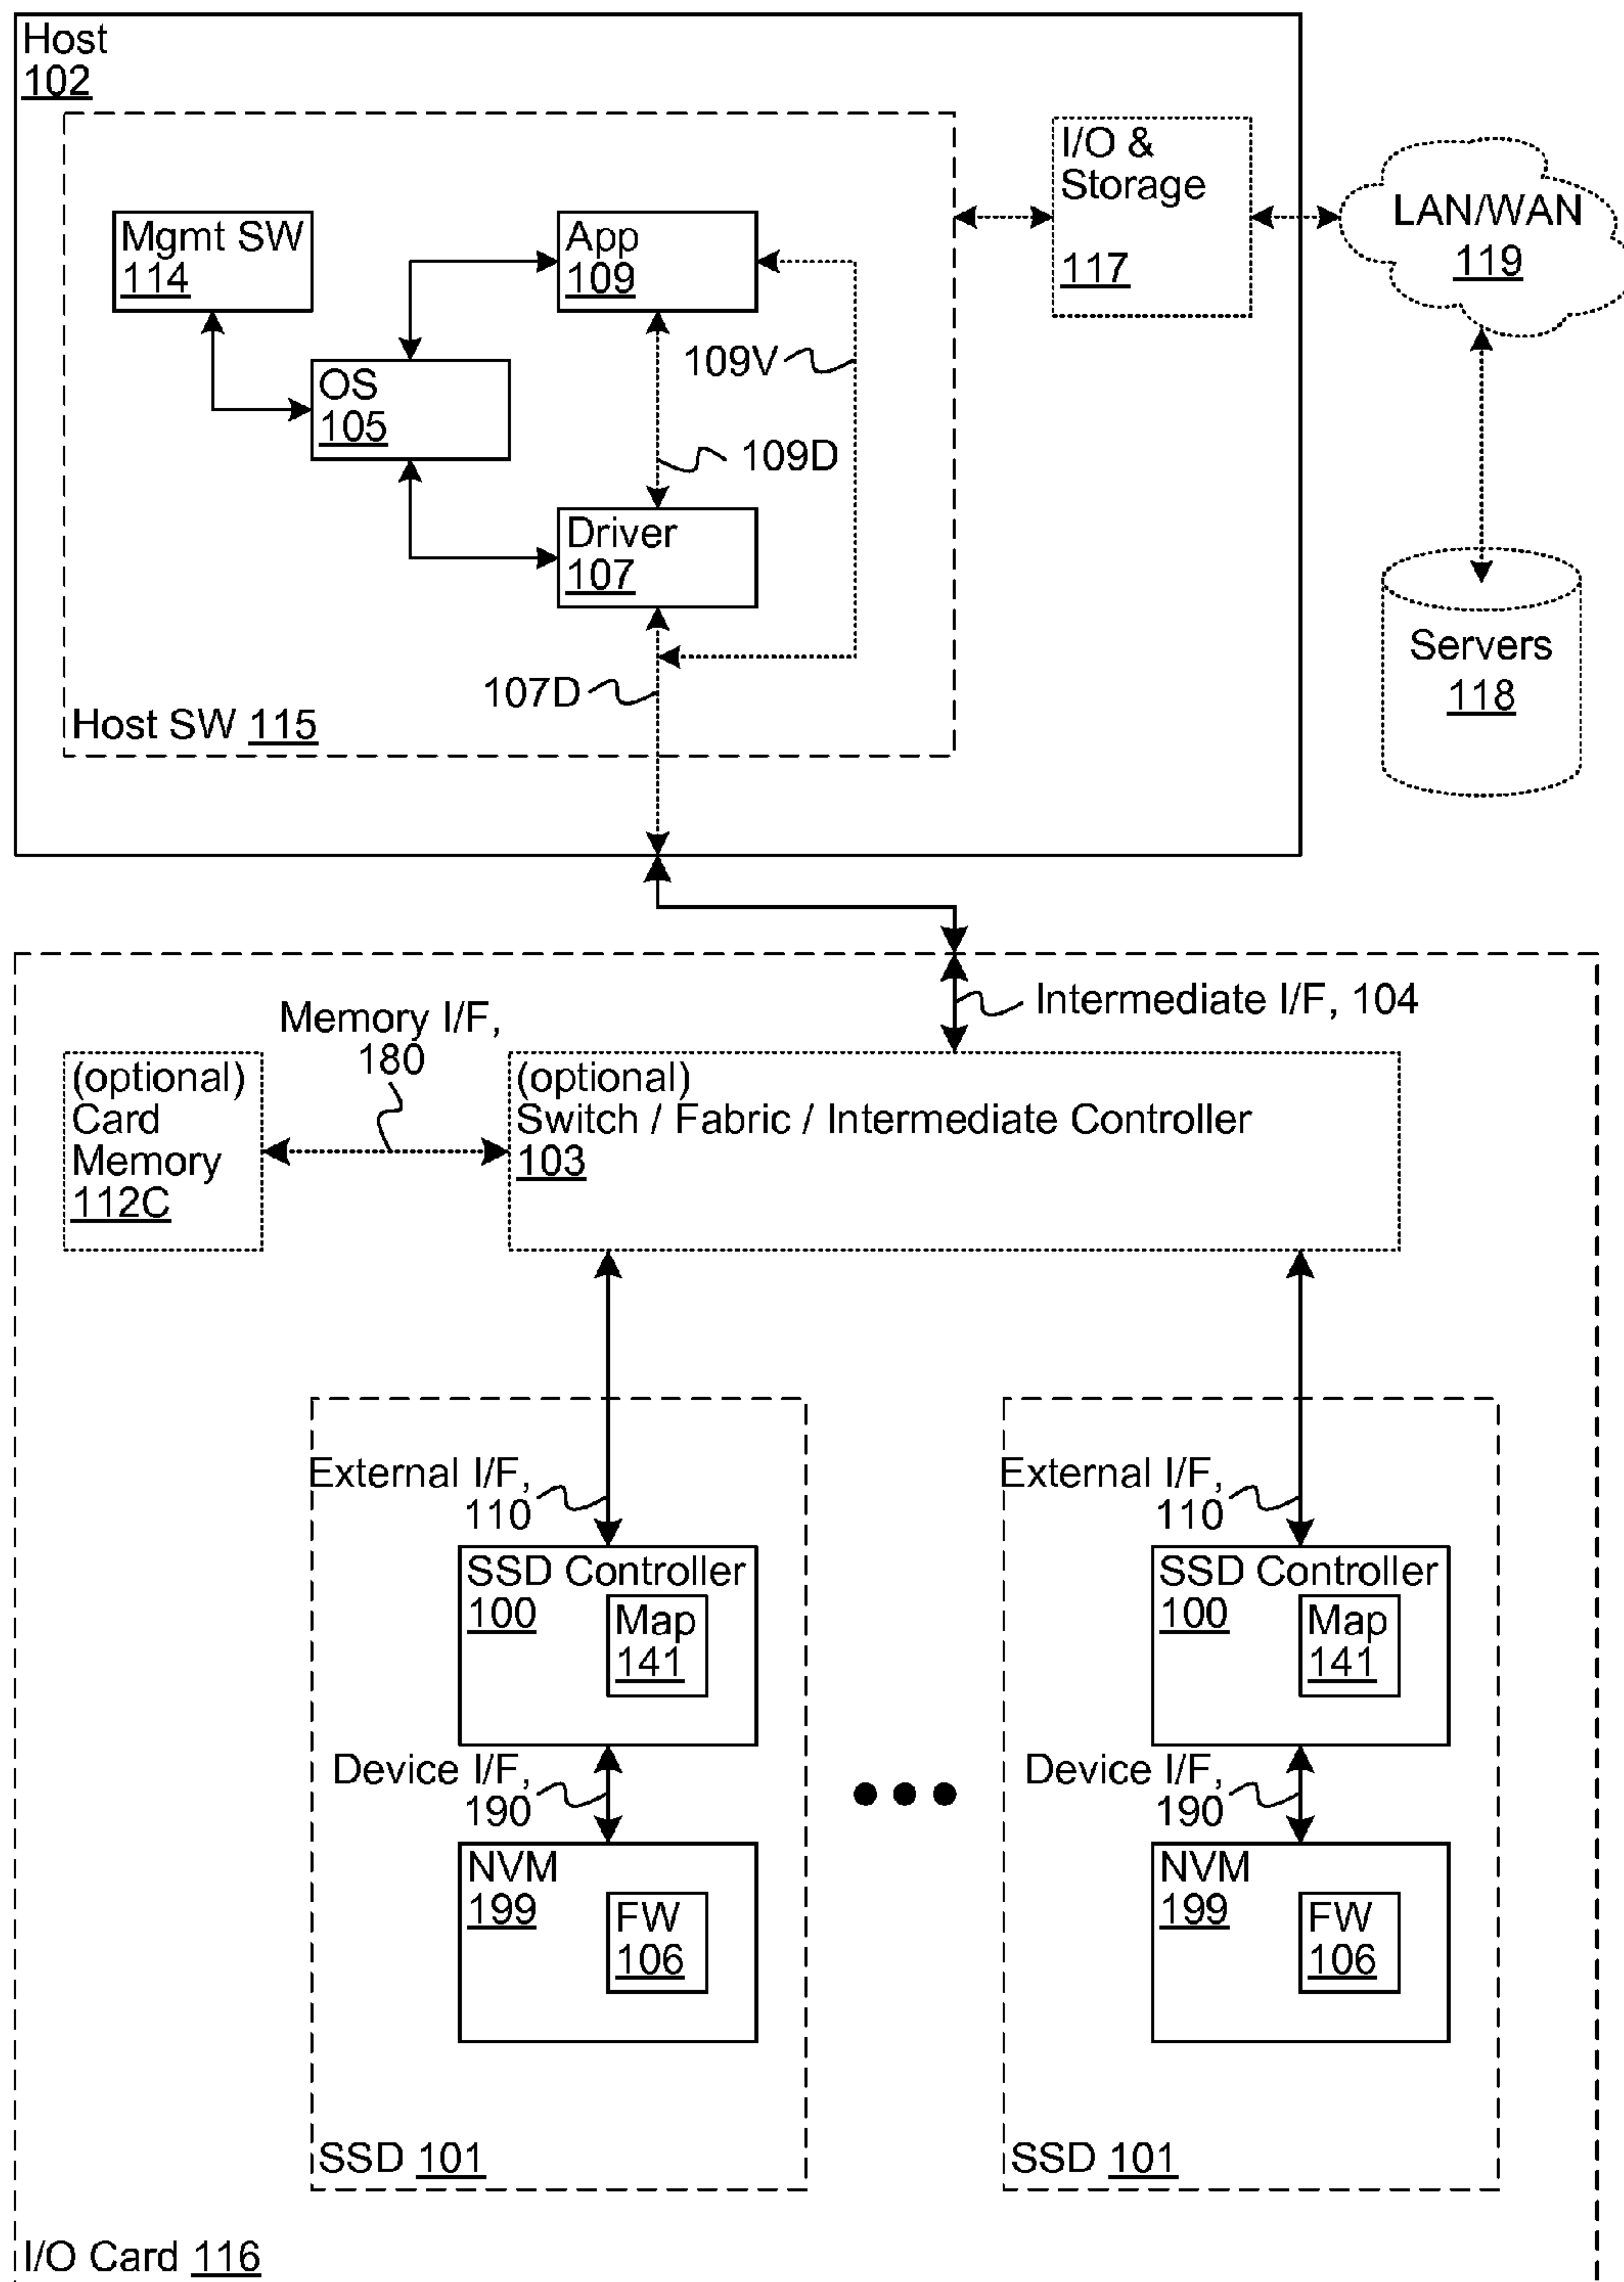 Host
102
I/O &
Storage
117
LAN/WAN
119
Mgmt SW
114
App
109
109V
OS
105
109D
Driver
107
107D
Host SW 115
Servers
118
Intermediate I/F, 104
Memory I/F,
180
(optional)
Card
Memory
112C
(optional)
Switch / Fabric / Intermediate Controller
103
External I/F,
110
SSD Controller
100
Map
141
Device I/F,
190
NVM
199
FW
106
SSD 101
External I/F,
110
SSD Controller
100
Map
141
Device I/F,
190
NVM
199
FW
106
SSD 101
I/O Card 116